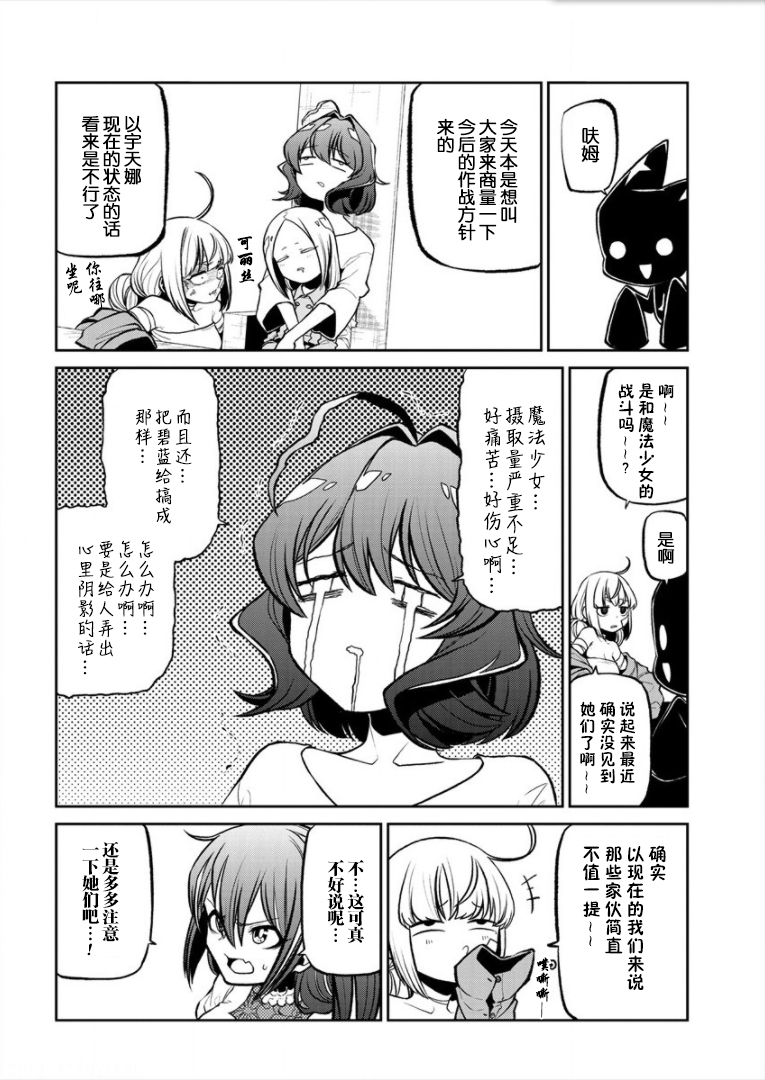 呋姆
今天本是想叫
大家来商量一下
今后的作战方针
来的
以宇天娜
现在的状态的话
看来是不行了
可丽丝
你往哪
坐呢
啊～
是和魔法少女的
战斗吗～～？
是啊
说起来最近
确实没见到
她们了啊～
魔法少女…
摄取量严重不足…
好痛苦…好伤心啊…
而且还…
把碧蓝给搞成
那样…
怎么办啊…
怎么办啊…
要是给人弄出
心里阴影的话…
确实
以现在的我们来说
那些家伙简直
不值一提～
噗嘶嘶
不…这可真
不好说呢…
还是多多注意
一下她们吧…！